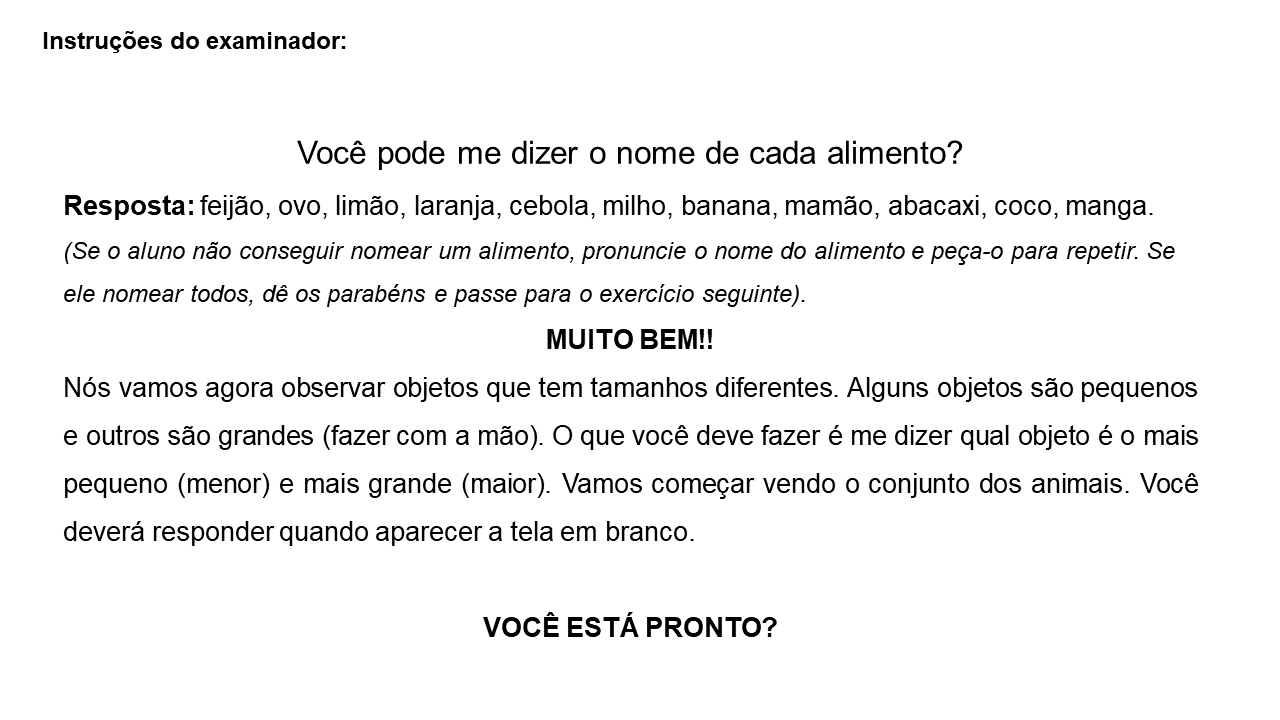 Instruções do examinador:
Você pode me dizer o nome de cada alimento?
Resposta: feijão, ovo, limão, laranja, cebola, milho, banana, mamão, abacaxi, coco, manga.
(Se o aluno não conseguir nomear um alimento, pronuncie o nome do alimento e peça-o para repetir. Se
ele nomear todos, dê os parabéns e passe para o exercício seguinte).
MUITO BEM!!
Nós vamos agora observar objetos que tem tamanhos diferentes. Alguns objetos são pequenos
e outros são grandes (fazer com a mão). O que você deve fazer é me dizer qual objeto é o mais
pequeno (menor) e mais grande (maior). Vamos começar vendo o conjunto dos animais. Você
deverá responder quando aparecer a tela em branco.
VOCÊ ESTÁ PRONTO?